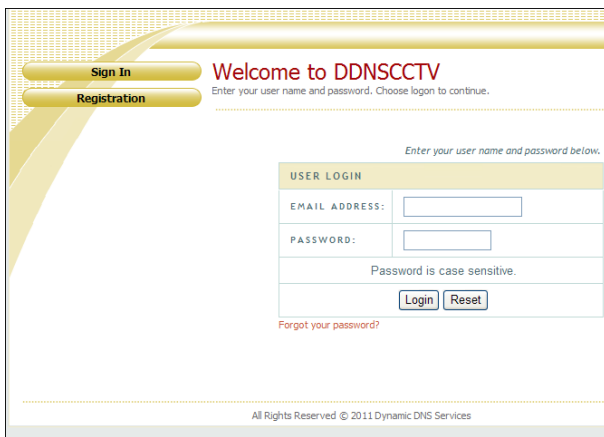 Sign In
Registration
Welcome to DDNSCCTV
Enter your user name and password. Choose logon to continue.
Enter your user name and password below.
USER LOGIN
EMAIL ADDRESS:
PASSWORD:
Password is case sensitive.
Login Reset
Forgot your password?
All Rights Reserved © 2011 Dynamic DNS Services